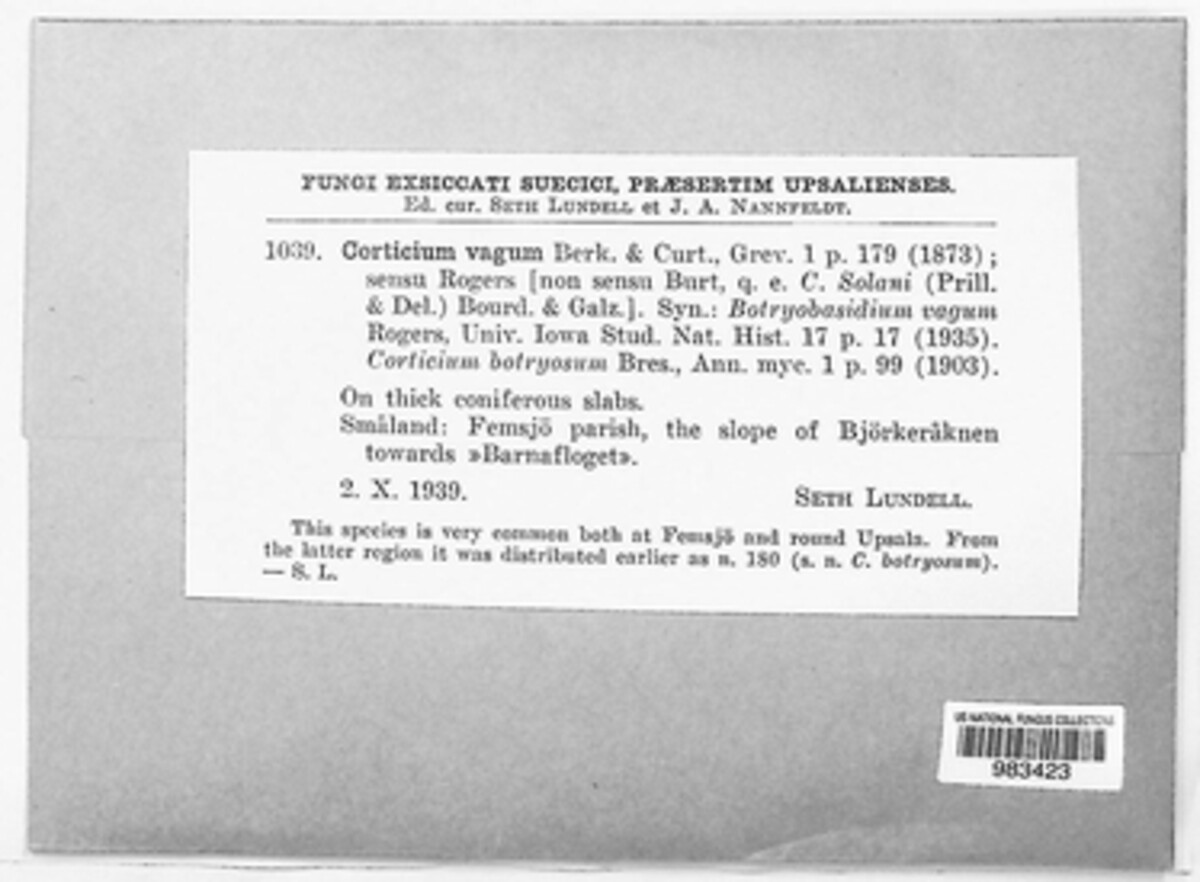 FUNGI EXSICCATI SUECICI, PRÆSERTIM UPSALIENSES.
Ed. cur. SETH LUNDELL et J. A. NANNFELDT.
1039. Corticium vagum Berk. & Curt., Grev. 1 p. 179 (1873);
sensu Rogers [non sensu Burt, q. e. C. Solani (Prill.
& Del.) Bourd. & Galz.]. Syn.: Botryobasidium vagum
Rogers, Univ. Iowa Stud. Nat. Hist. 17 p. 17 (1935).
Corticium botryosum Bres., Ann. myc. 1 p. 99 (1903).
On thick coniferous slabs.
Småland: Femsjö parish, the slope of Björkeråknen
towards »Barnafloget».
2. X. 1939. SETH LUNDELL.
This species is very common both at Femsjö and round Upsala. From
the latter region it was distributed earlier as n. 180 (s. n. C. botryosum).
— S. L.
US NATIONAL FUNGUS COLLECTIONS
983423